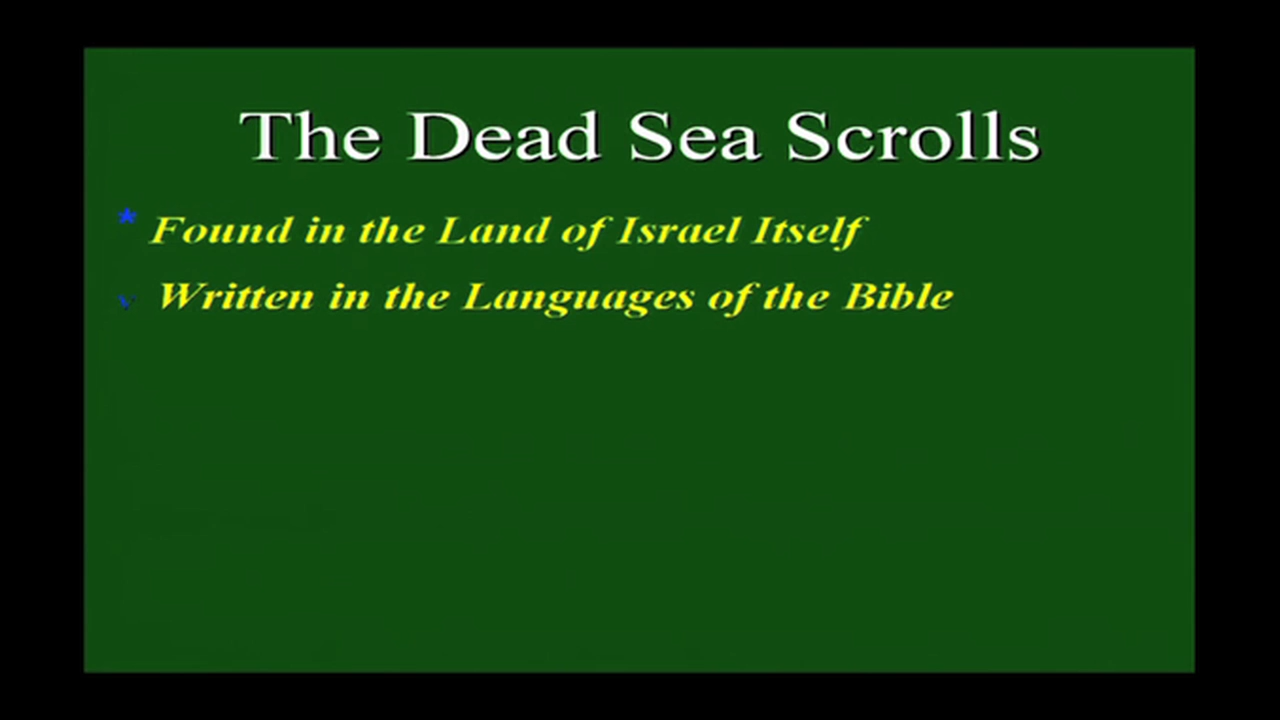 The Dead Sea Scrolls
* Found in the Land of Israel Itself
Written in the Languages of the Bible